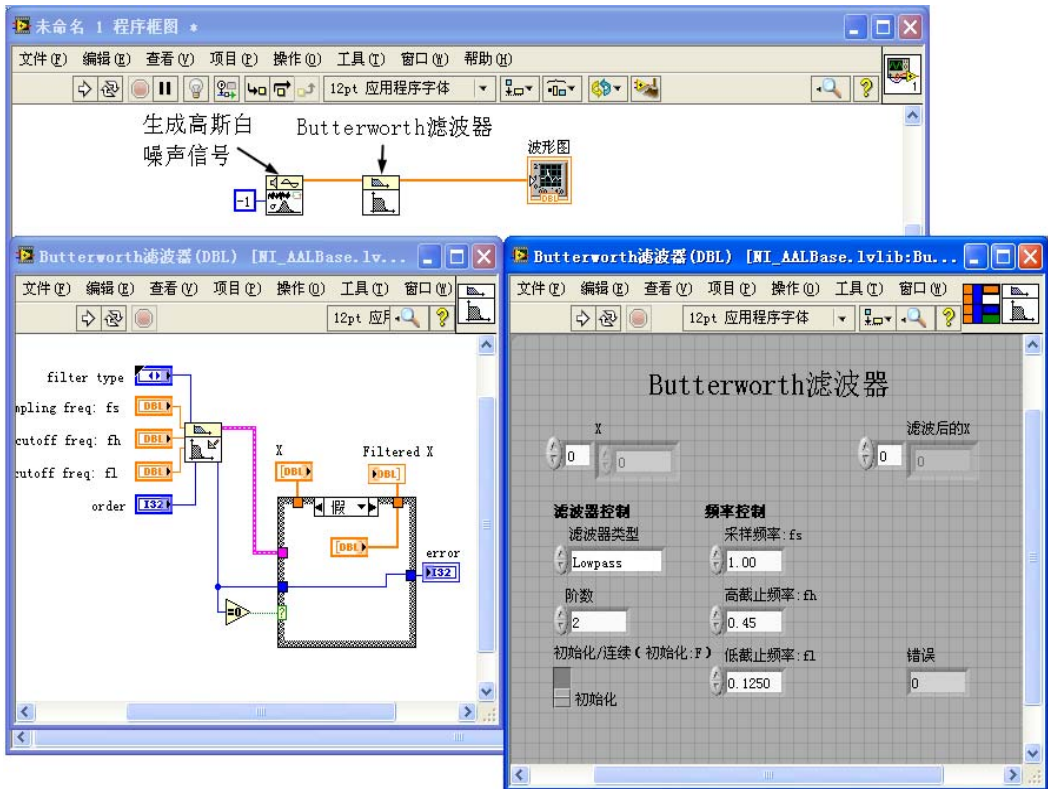 未命名 1 程序框图 *
文件(F) 编辑(E) 查看(V) 项目(P) 操作(O) 工具(T) 窗口(W) 帮助(H)
12pt 应用程序字体
1
生成高斯白
噪声信号
Butterworth滤波器
波形图
DBL
-1
Butterworth滤波器(DBL) [NI_AALBase.lv...
文件(F) 编辑(E) 查看(V) 项目(P) 操作(O) 工具(T) 窗口(W)
12pt 应用
filter type
mpling freq: fs
DBL
cutoff freq: fh
DBL
cutoff freq: fl
DBL
order
I32
X
Filtered X
[DBL]
[DBL]
假
[DBL]
error
I32
=0
?
Butterworth滤波器(DBL) [NI_AALBase.lvlib:Bu...
文件(F) 编辑(E) 查看(V) 项目(P) 操作(O) 工具(T) 窗口(W)
12pt 应用程序字体
Butterworth滤波器
X
滤波后的X
0
0
0
0
滤波器控制
频率控制
滤波器类型
采样频率:fs
Lowpass
1.00
阶数
高截止频率:fh
2
0.45
初始化/连续(初始化:F)
低截止频率:fl
错误
初始化
0.1250
0